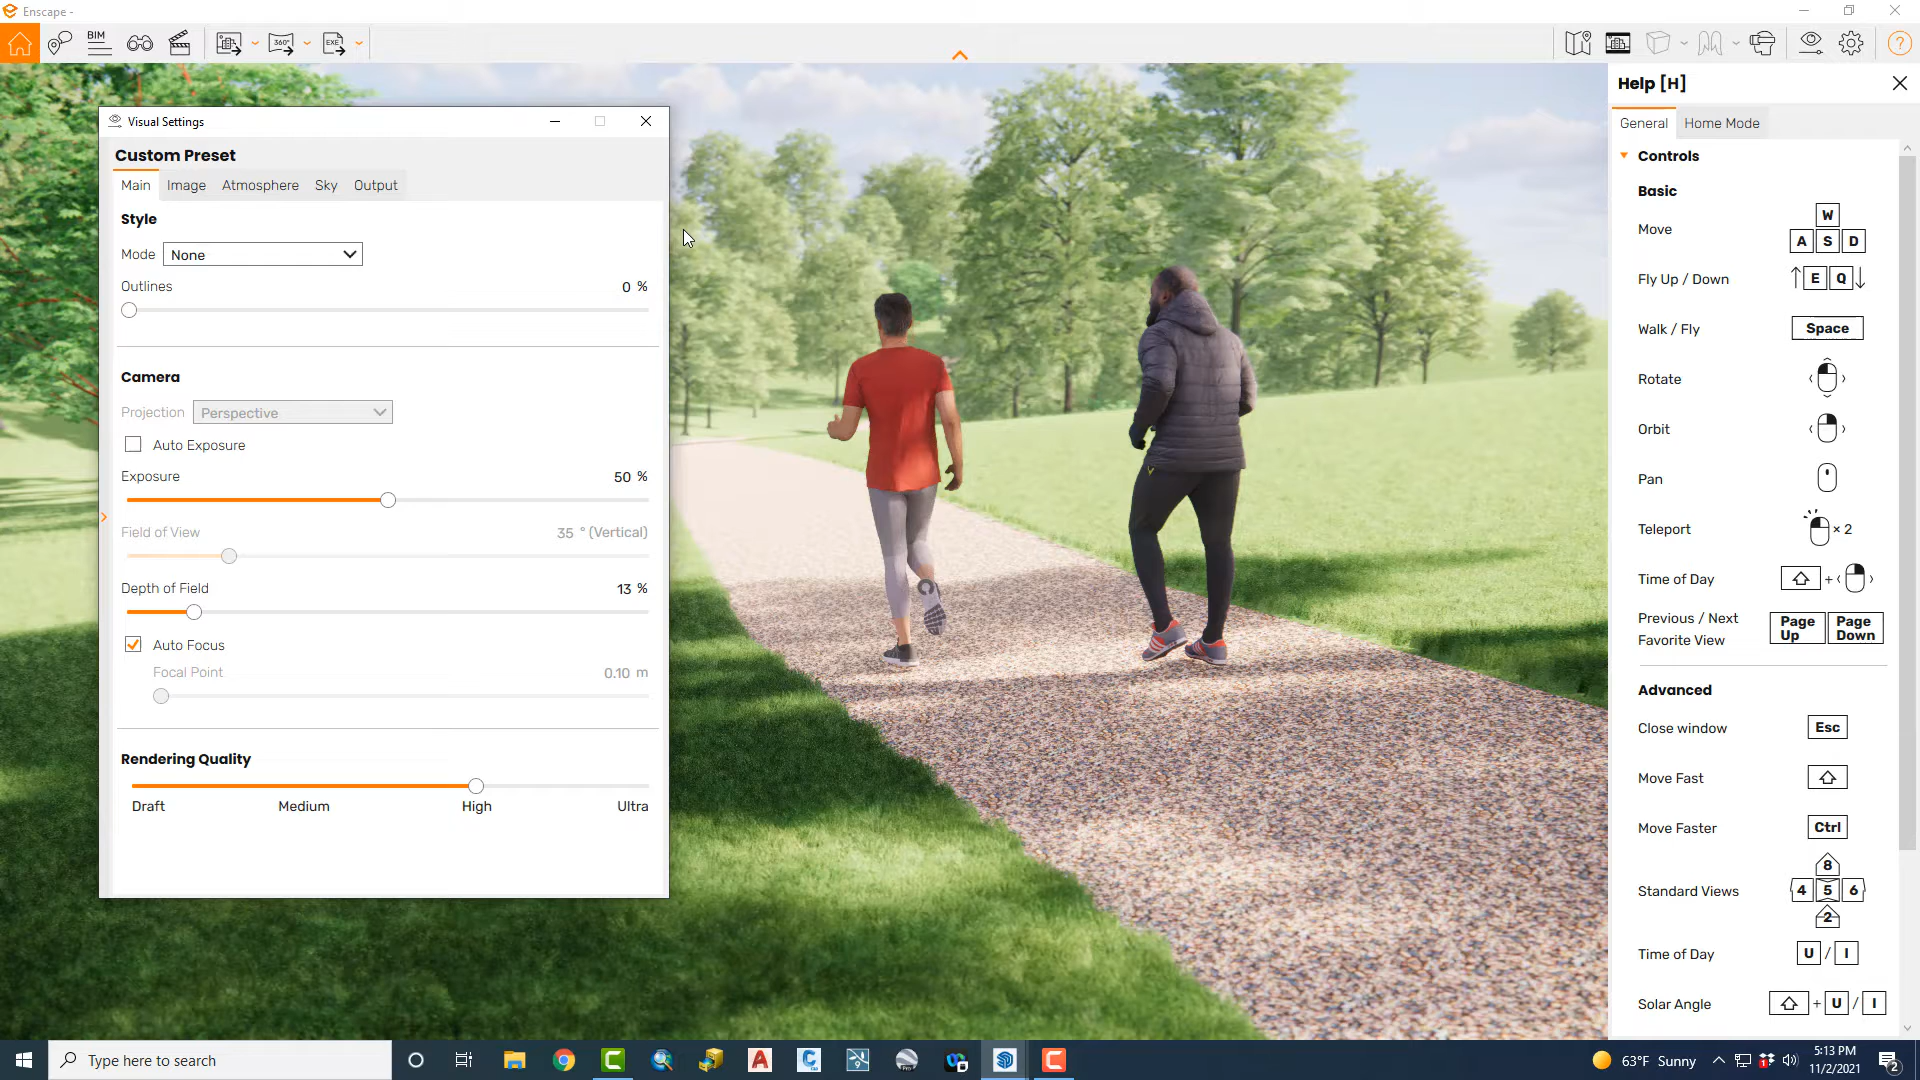 Enscape -
BIM
360°
EXE
?
Visual Settings
Custom Preset
Main Image Atmosphere Sky Output
Style
Mode None
Outlines 0 %
Camera
Projection Perspective
Auto Exposure
Exposure 50 %
Field of View 35 ° (Vertical)
Depth of Field 13 %
Auto Focus
Focal Point 0.10 m
Rendering Quality
Draft Medium High Ultra
Help [H]
General Home Mode
Controls
Basic
Move W
A S D
Fly Up / Down E Q
Walk / Fly Space
Rotate
Orbit
Pan
Teleport × 2
Time of Day +
Previous / Next Page Up Page Down
Favorite View
Advanced
Close window Esc
Move Fast
Move Faster Ctrl
8
Standard Views 4 5 6
2
Time of Day U / I
Solar Angle + U / I
Type here to search
63°F Sunny
5:13 PM
11/2/2021
2